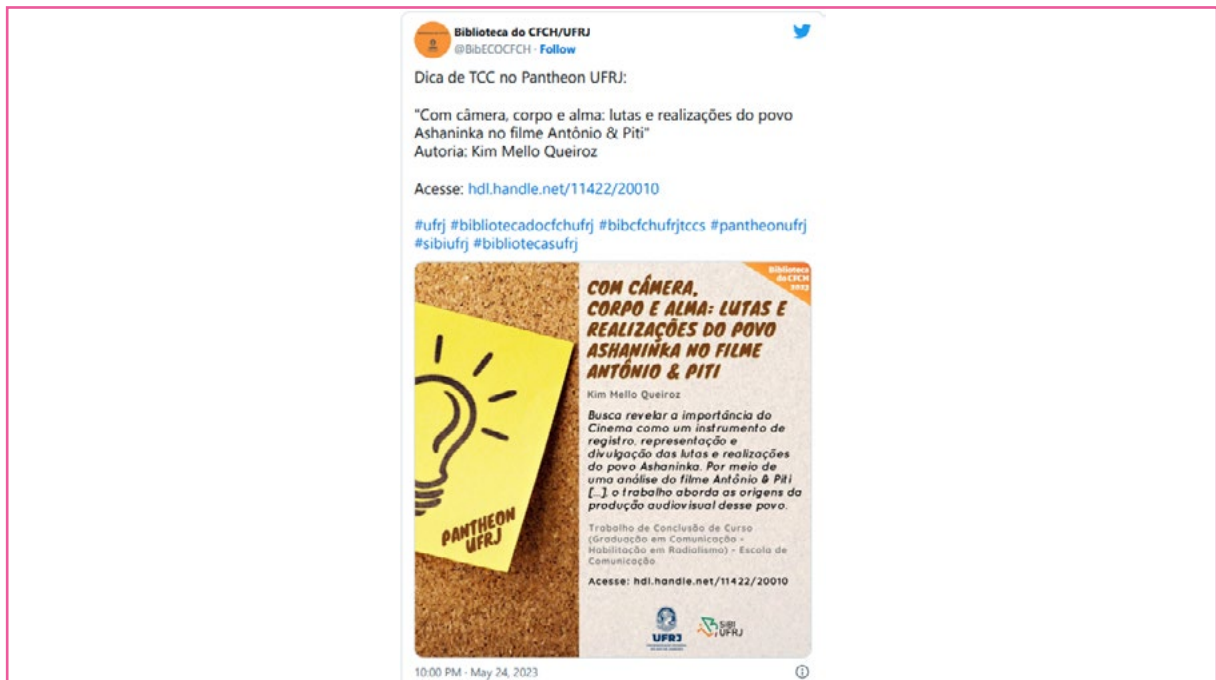 Biblioteca do CFCH/UFRJ
@BibECOCFCH · Follow
Dica de TCC no Pantheon UFRJ:
"Com câmera, corpo e alma: lutas e realizações do povo
Ashaninka no filme Antônio & Piti"
Autoria: Kim Mello Queiroz
Acesse: hdl.handle.net/11422/20010
#ufrj #bibliotecadocfchufrj #bibcfchufrjtccs #pantheonufrj
#sibiufrj #bibliotecasufrj
Biblioteca
do CFCH
2023
COM CÂMERA,
CORPO E ALMA: LUTAS E
REALIZAÇÕES DO POVO
ASHANINKA NO FILME
ANTÔNIO & PITI
Kim Mello Queiroz
Busca revelar a importância do
Cinema como um instrumento de
registro, representação e
divulgação das lutas e realizações
do povo Ashaninka. Por meio de
uma análise do filme Antônio & Piti
[...], o trabalho aborda as origens da
produção audiovisual desse povo.
Trabalho de Conclusão de Curso
(Graduação em Comunicação -
Habilitação em Radialismo) - Escola de
Comunicação
Acesse: hdl.handle.net/11422/20010
PANTHEON
UFRJ
UFRJ
SIBI
UFRJ
10:00 PM · May 24, 2023